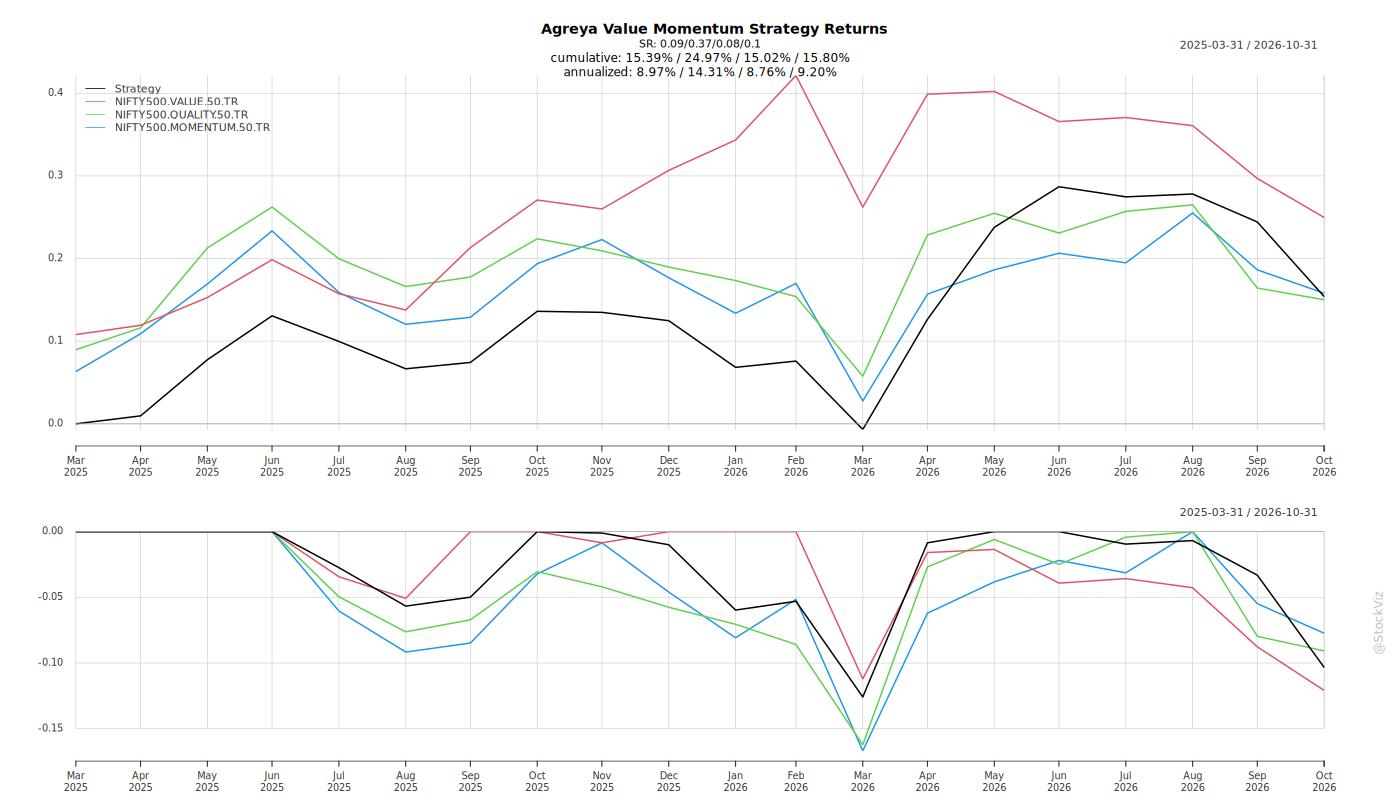 Agreya Value Momentum Strategy Returns
SR: 0.09/0.37/0.08/0.1
cumulative: 15.39% / 24.97% / 15.02% / 15.80%
annualized: 8.97% / 14.31% / 8.76% / 9.20%
2025-03-31 / 2026-10-31
Strategy
NIFTY500.VALUE.50.TR
NIFTY500.QUALITY.50.TR
NIFTY500.MOMENTUM.50.TR
0.4
0.3
0.2
0.1
0.0
Mar Apr May Jun Jul Aug Sep Oct Nov Dec Jan Feb Mar Apr May Jun Jul Aug Sep Oct
2025 2025 2025 2025 2025 2025 2025 2025 2025 2025 2026 2026 2026 2026 2026 2026 2026 2026 2026 2026
2025-03-31 / 2026-10-31
0.00
-0.05
-0.10
-0.15
Mar Apr May Jun Jul Aug Sep Oct Nov Dec Jan Feb Mar Apr May Jun Jul Aug Sep Oct
2025 2025 2025 2025 2025 2025 2025 2025 2025 2025 2026 2026 2026 2026 2026 2026 2026 2026 2026 2026
@StockViz